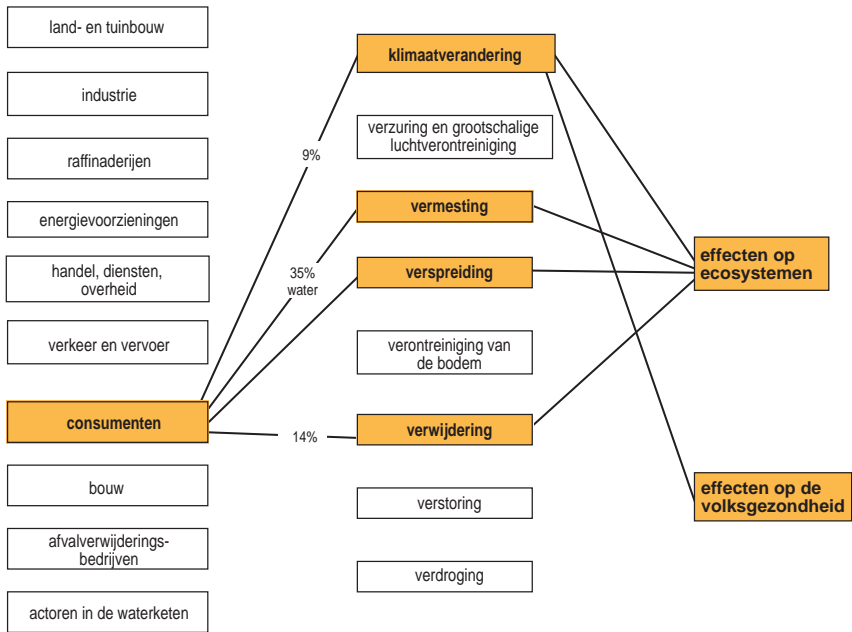 land- en tuinbouw
industrie
raffinaderijen
energievoorzieningen
handel, diensten,
overheid
verkeer en vervoer
consumenten
bouw
afvalverwijderings-
bedrijven
actoren in de waterketen
9%
35%
water
14%
klimaatverandering
verzuring en grootschalige
luchtverontreiniging
vermesting
verspreiding
verontreiniging van
de bodem
verwijdering
verstoring
verdroging
effecten op
ecosystemen
effecten op de
volksgezondheid